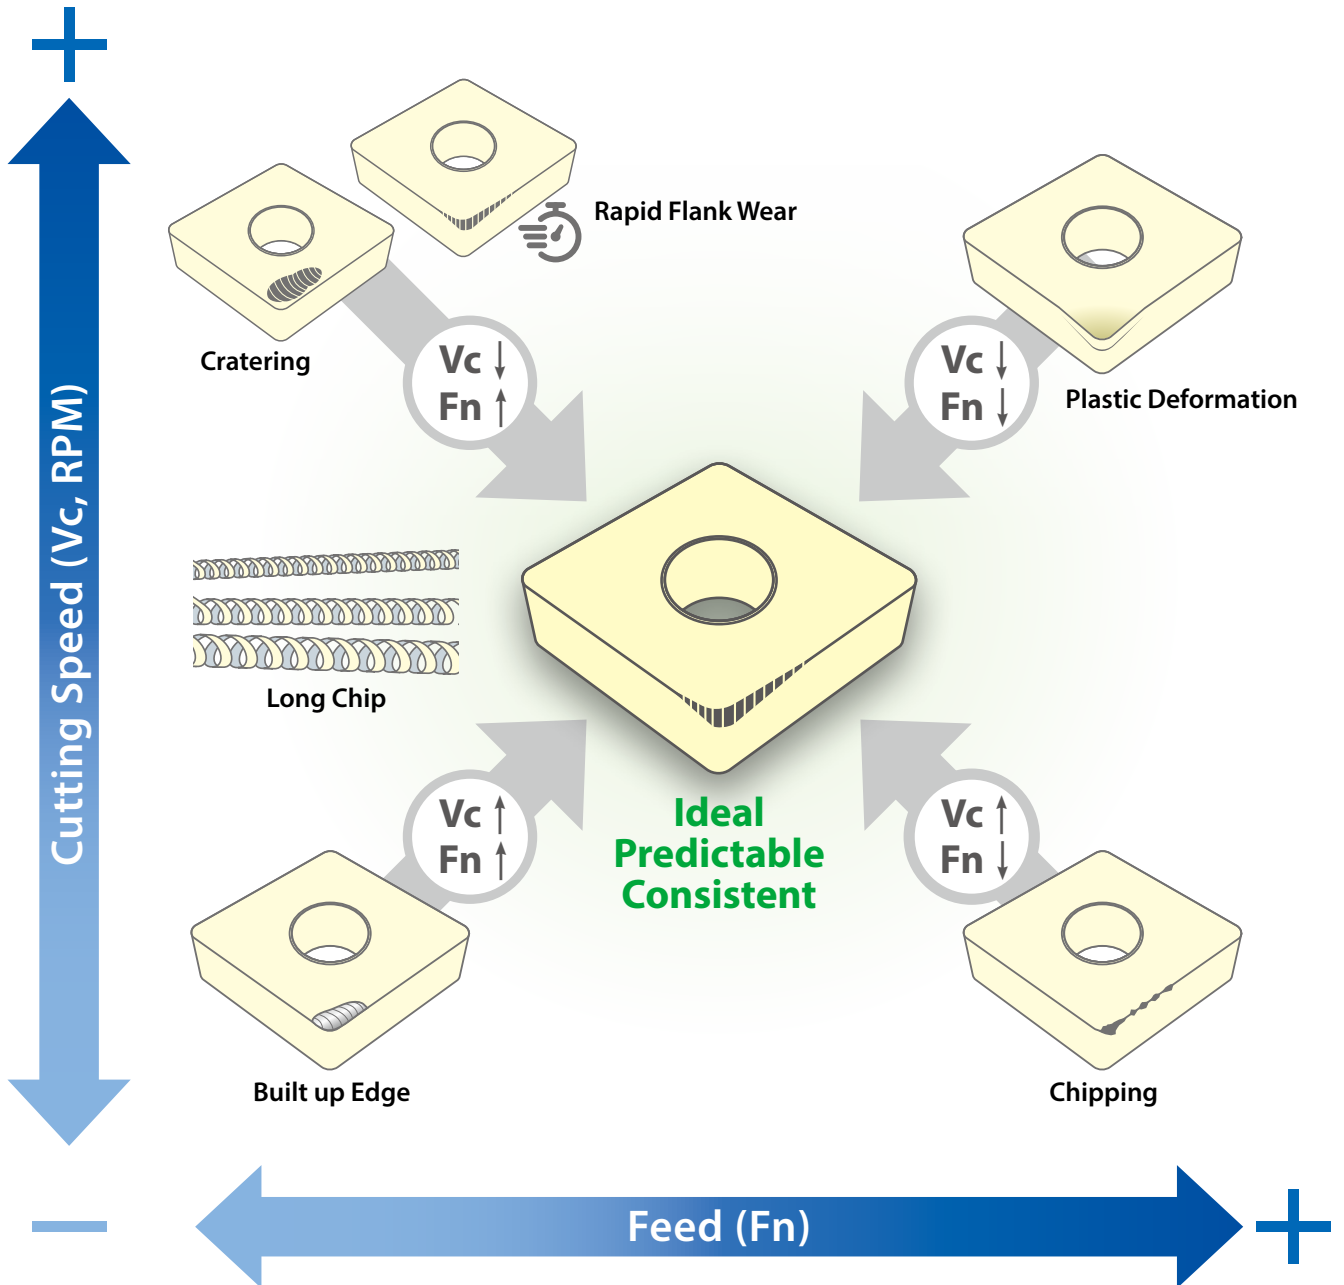 Rapid Flank Wear
Cratering
Vc ↓
Fn ↑
Vc ↓
Fn ↓
Plastic Deformation
Cutting Speed (Vc, RPM)
Long Chip
Vc ↑
Fn ↑
Ideal
Predictable
Consistent
Vc ↑
Fn ↓
Built up Edge
Chipping
Feed (Fn)